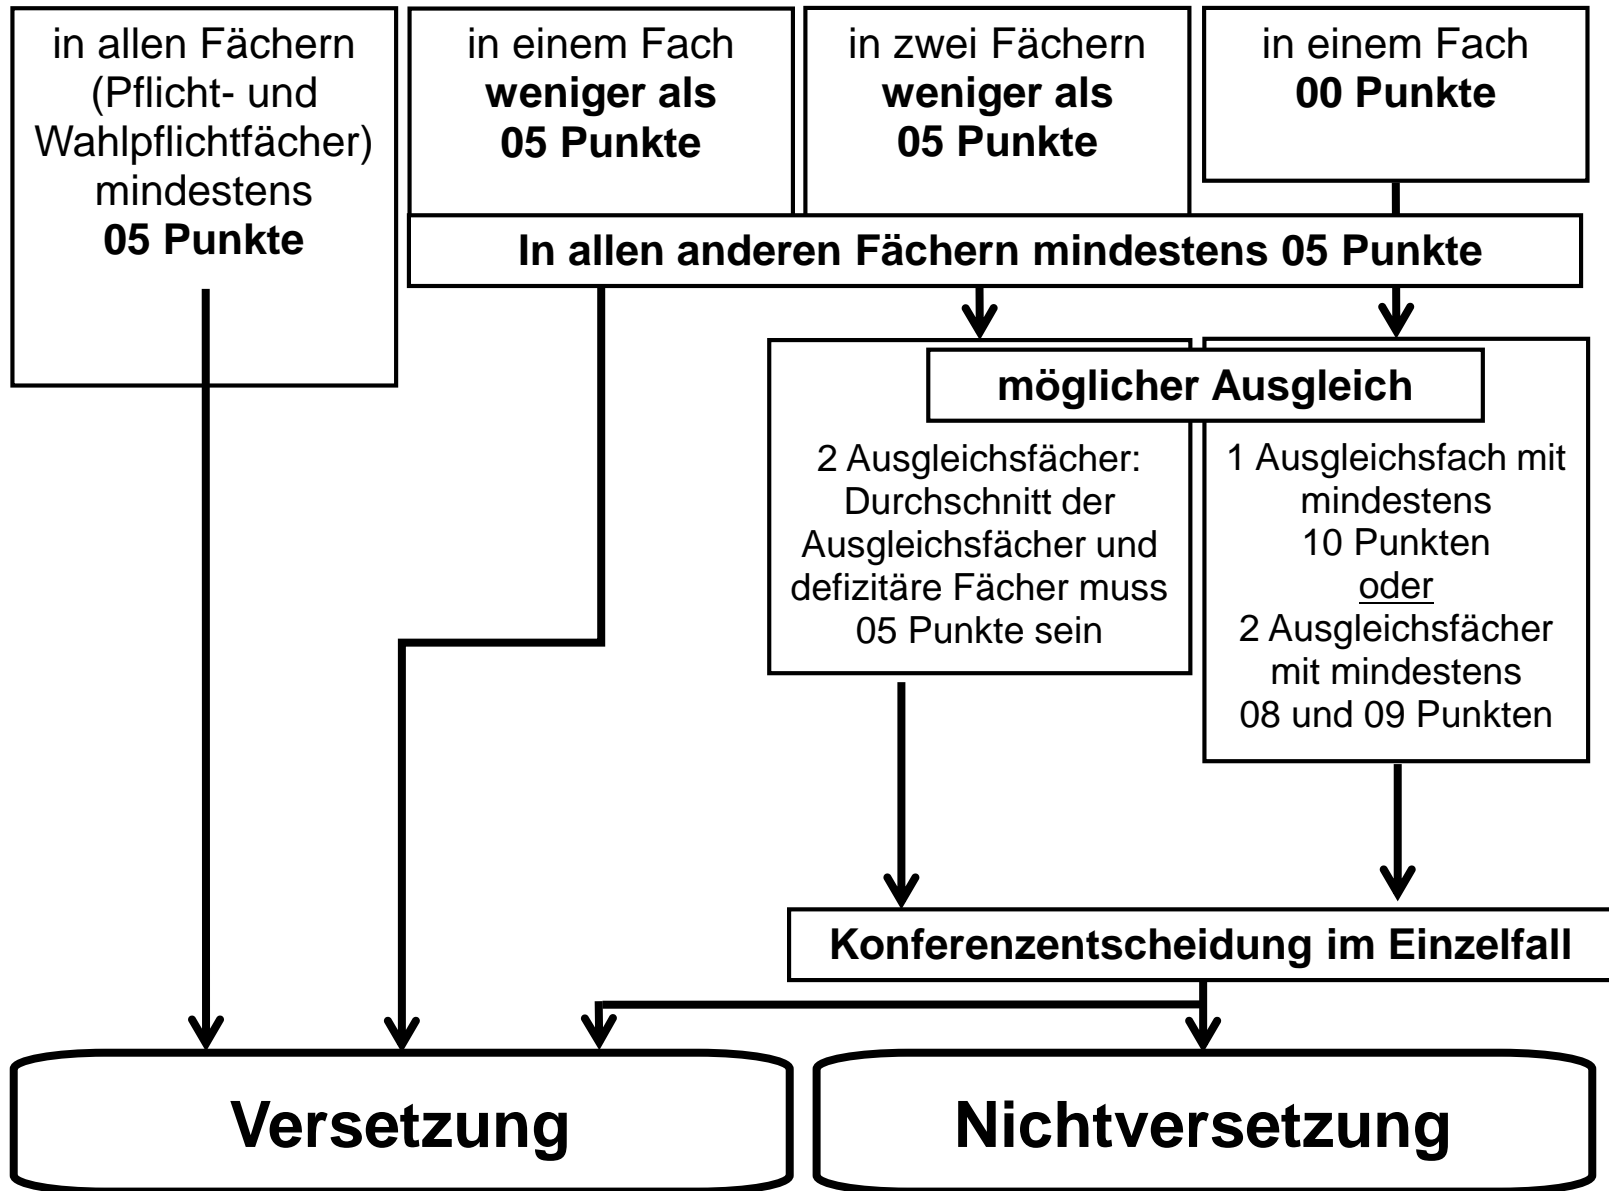 in allen Fächern
(Pflicht- und
Wahlpflichtfächer)
mindestens
05 Punkte
in einem Fach
weniger als
05 Punkte
in zwei Fächern
weniger als
05 Punkte
in einem Fach
00 Punkte
In allen anderen Fächern mindestens 05 Punkte
möglicher Ausgleich
2 Ausgleichsfächer:
Durchschnitt der
Ausgleichsfächer und
defizitäre Fächer muss
05 Punkte sein
1 Ausgleichsfach mit
mindestens
10 Punkten
oder
2 Ausgleichsfächer
mit mindestens
08 und 09 Punkten
Konferenzentscheidung im Einzelfall
Versetzung
Nichtversetzung